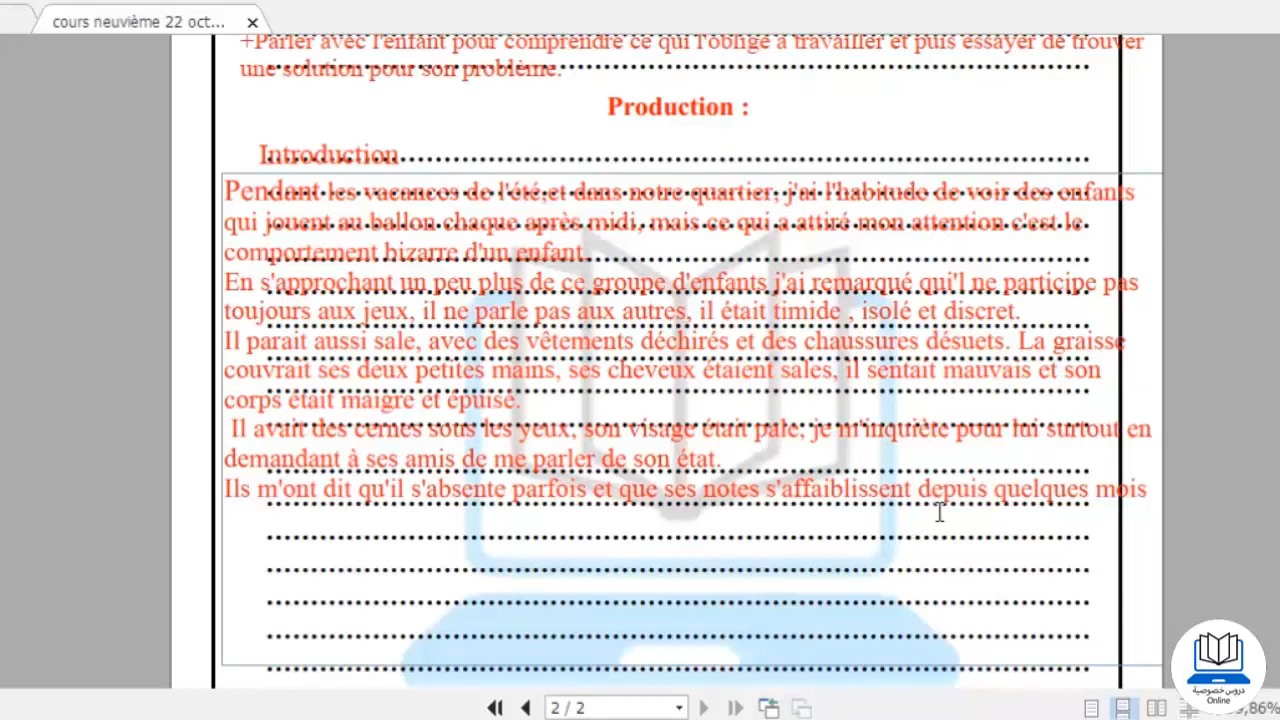 cours neuvième 22 oct...
+Parler avec l'enfant pour comprendre ce qui l'oblige à travailler et puis essayer de trouver
une solution pour son problème.
Production :
Introduction
Pendant les vacances de l'été,et dans notre quartier, j'ai l'habitude de voir des enfants
qui jouent au ballon chaque après midi, mais ce qui a attiré mon attention c'est le
comportement bizarre d'un enfant.
En s'approchant un peu plus de ce groupe d'enfants j'ai remarqué qui'l ne participe pas
toujours aux jeux, il ne parle pas aux autres, il était timide , isolé et discret.
Il parait aussi sale, avec des vêtements déchirés et des chaussures désuets. La graisse
couvrait ses deux petites mains, ses cheveux étaient sales, il sentait mauvais et son
corps était maigre et épuisé.
Il avait des cernes sous les yeux, son visage était pale, je m'inquiète pour lui surtout en
demandant à ses amis de me parler de son état.
Ils m'ont dit qu'il s'absente parfois et que ses notes s'affaiblissent depuis quelques mois
2 / 2
9,86%
دروس خصوصية
Online